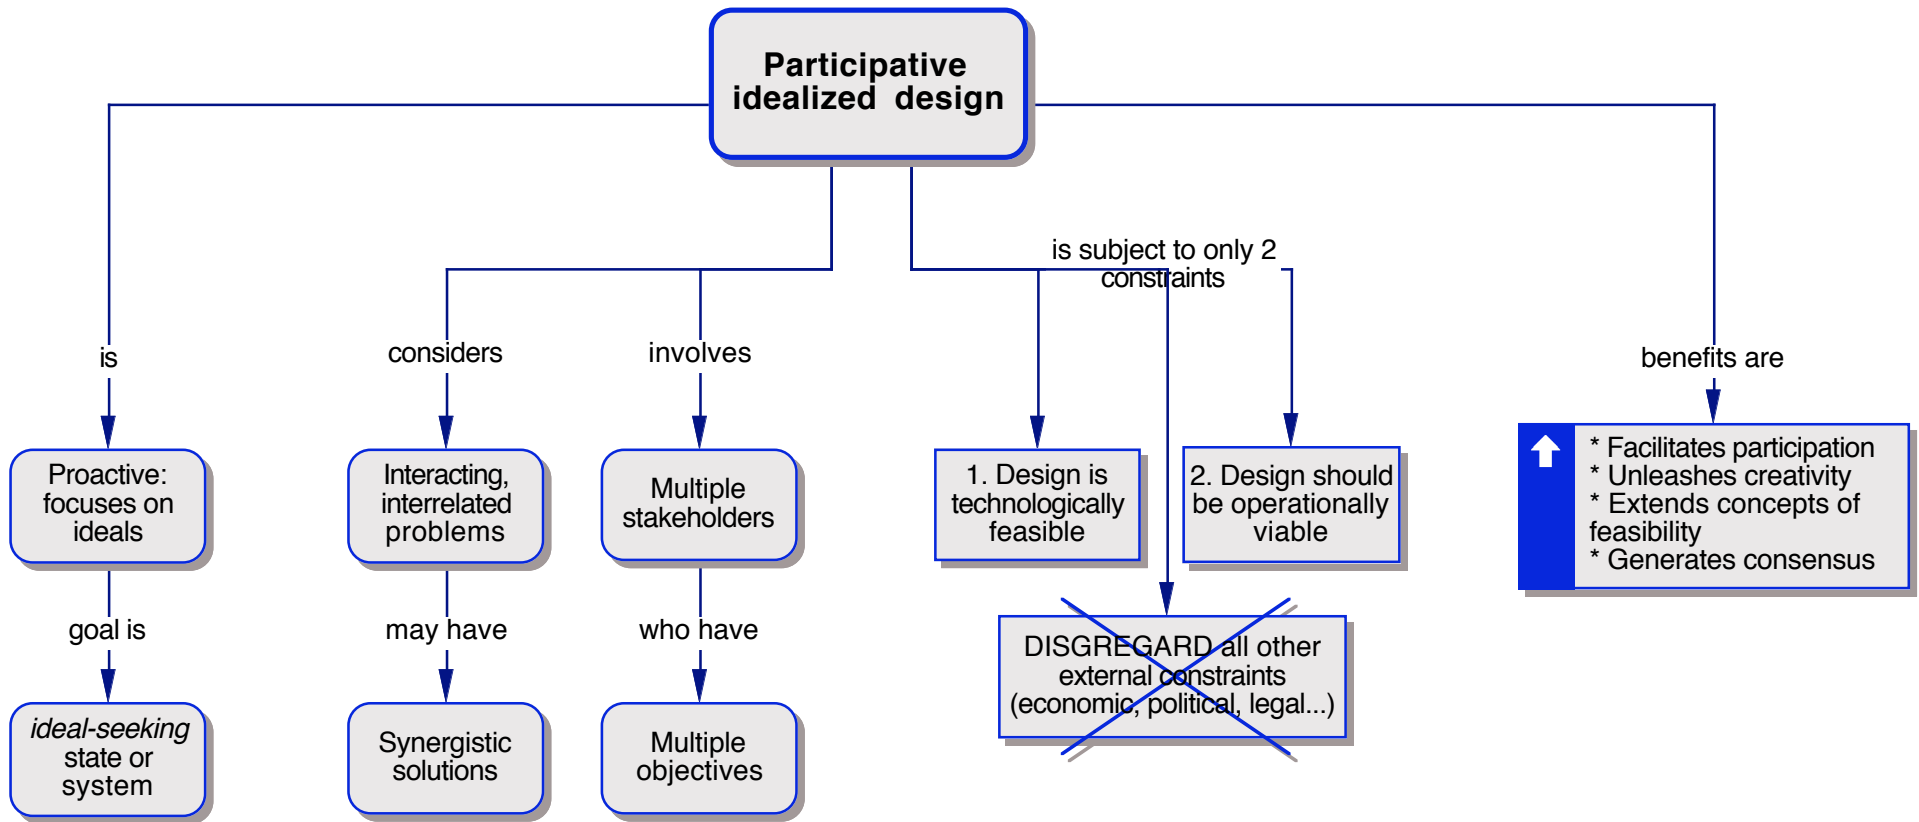 Participative
idealized design
is subject to only 2
constraints
is
considers
involves
benefits are
Proactive:
focuses on
ideals
Interacting,
interrelated
problems
Multiple
stakeholders
1. Design is
technologically
feasible
2. Design should
be operationally
viable
* Facilitates participation
* Unleashes creativity
* Extends concepts of
feasibility
* Generates consensus
goal is
may have
who have
DISGREGARD all other
external constraints
(economic, political, legal...)
ideal-seeking
state or
system
Synergistic
solutions
Multiple
objectives